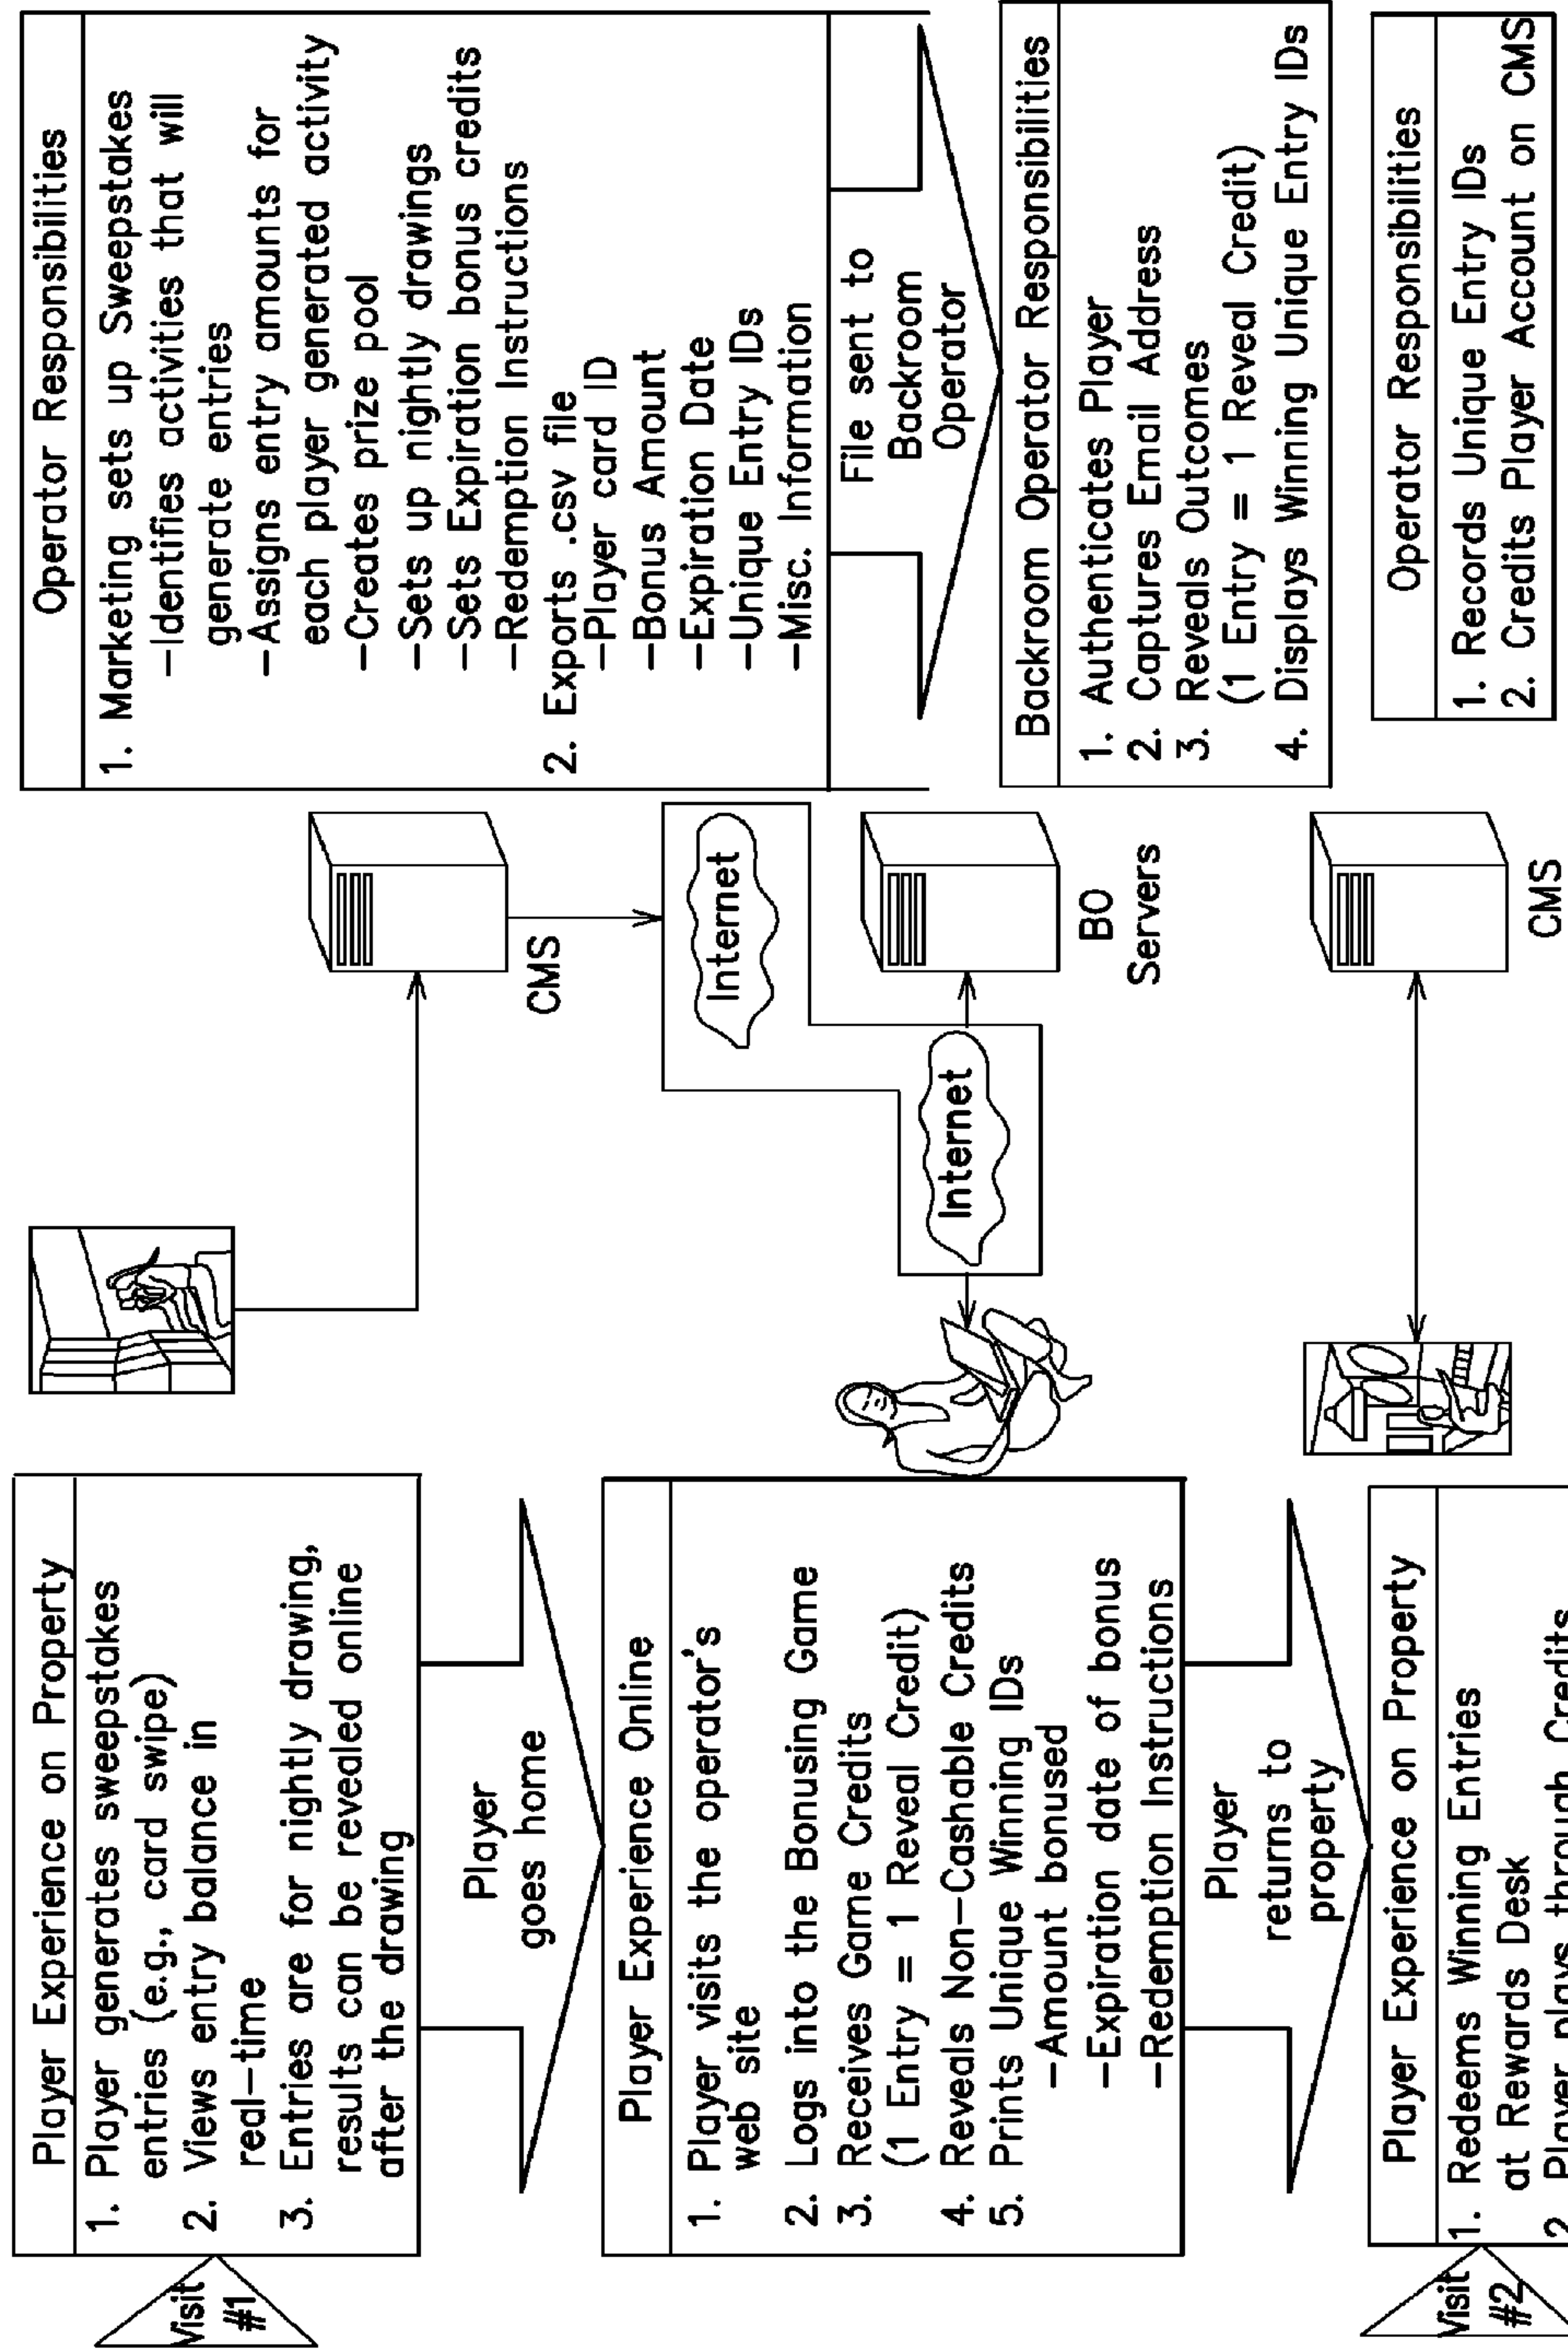 Visit
#1
Player Experience on Property
1. Player generates sweepstakes
entries (e.g., card swipe)
2. Views entry balance in
real-time
3. Entries are for nightly drawing,
results can be revealed online
after the drawing
Player
goes home
Player Experience Online
1. Player visits the operator's
web site
2. Logs into the Bonusing Game
3. Receives Game Credits
(1 Entry = 1 Reveal Credit)
4. Reveals Non-Cashable Credits
5. Prints Unique Winning IDs
-Amount bonused
-Expiration date of bonus
-Redemption Instructions
Player
returns to
property
Visit
#2
Player Experience on Property
1. Redeems Winning Entries
at Rewards Desk
2. Player plays through Credits
CMS
Internet
Internet
BO
Servers
CMS
Operator Responsibilities
1. Marketing sets up Sweepstakes
-Identifies activities that will
generate entries
-Assigns entry amounts for
each player generated activity
-Creates prize pool
-Sets up nightly drawings
-Sets Expiration bonus credits
-Redemption Instructions
2. Exports .csv file
-Player card ID
-Bonus Amount
-Expiration Date
-Unique Entry IDs
-Misc. Information
File sent to
Backroom
Operator
Backroom Operator Responsibilities
1. Authenticates Player
2. Captures Email Address
3. Reveals Outcomes
(1 Entry = 1 Reveal Credit)
4. Displays Winning Unique Entry IDs
Operator Responsibilities
1. Records Unique Entry IDs
2. Credits Player Account on CMS